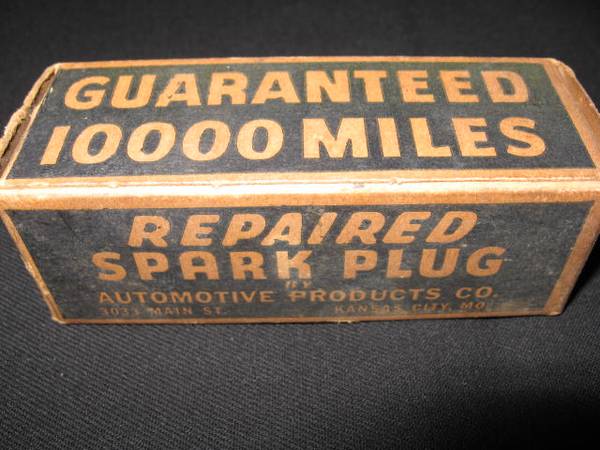 GUARANTEED
10000 MILES
REPAIRED
SPARK PLUG
BY
AUTOMOTIVE PRODUCTS CO.
3033 MAIN ST. KANSAS CITY, MO.